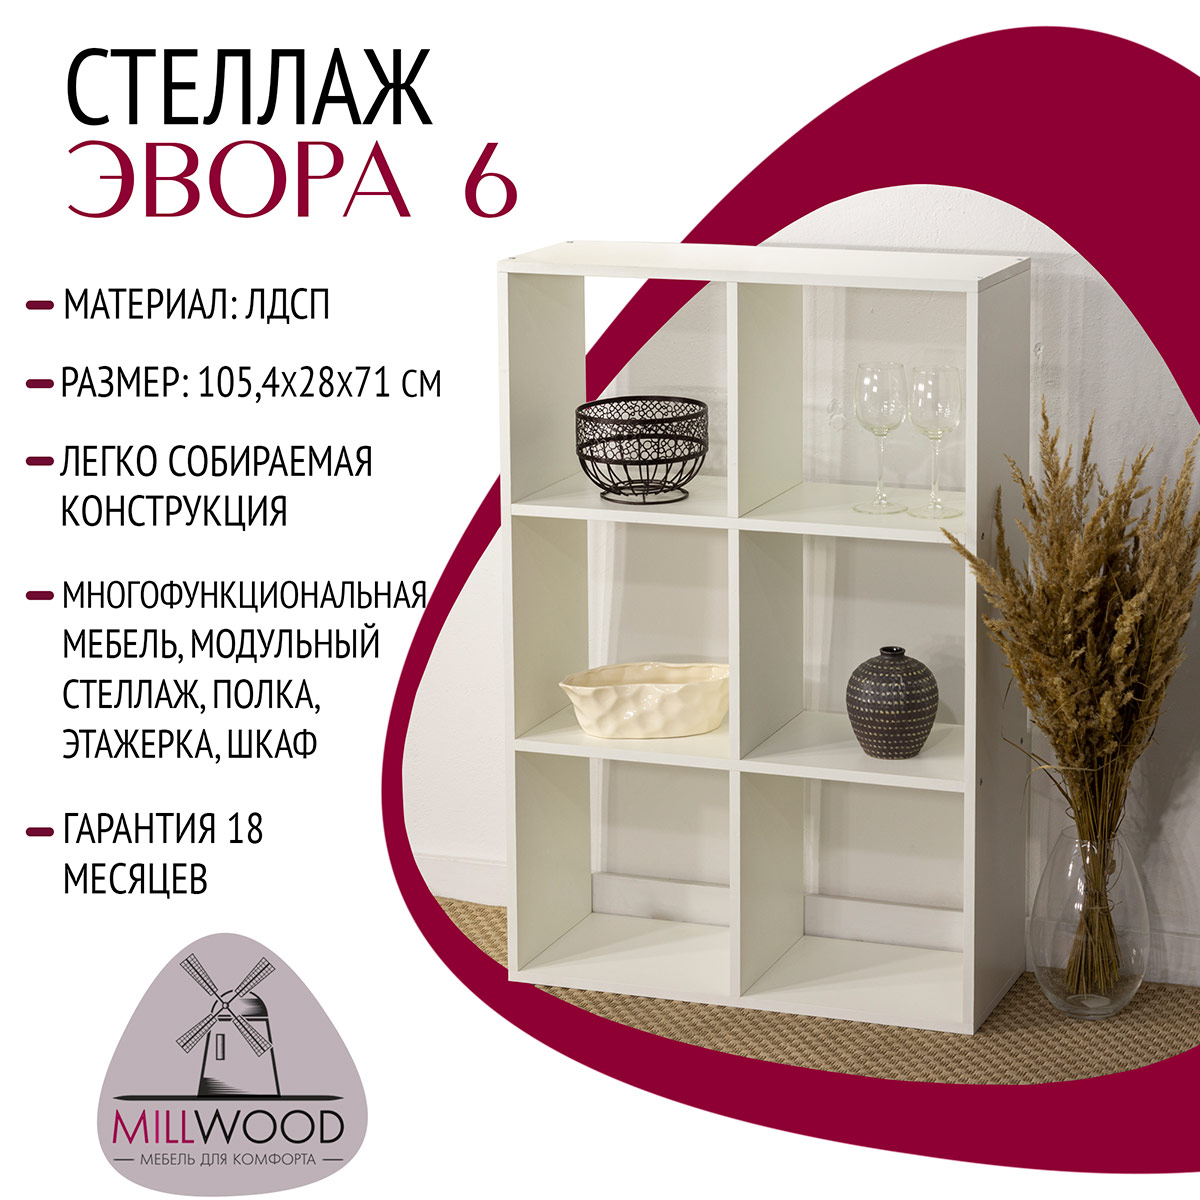 СТЕЛЛАЖ
ЭВОРА 6
МАТЕРИАЛ: ЛДСП
РАЗМЕР: 105,4х28х71 СМ
ЛЕГКО СОБИРАЕМАЯ
КОНСТРУКЦИЯ
МНОГОФУНКЦИОНАЛЬНАЯ
МЕБЕЛЬ, МОДУЛЬНЫЙ
СТЕЛЛАЖ, ПОЛКА,
ЭТАЖЕРКА, ШКАФ
ГАРАНТИЯ 18
МЕСЯЦЕВ
MILLWOOD
МЕБЕЛЬ ДЛЯ КОМФОРТА